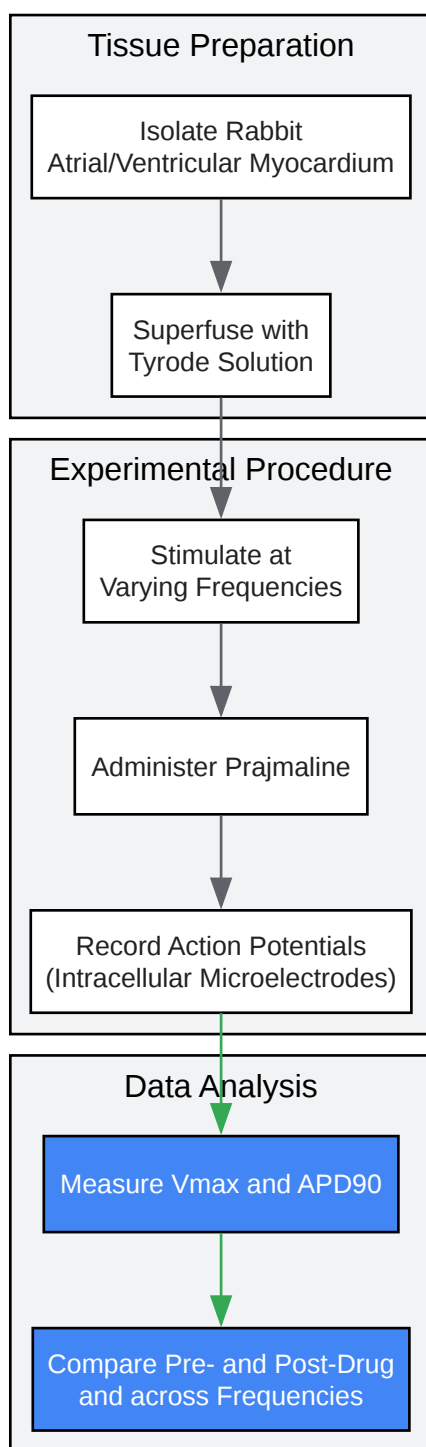 Tissue Preparation
Isolate Rabbit
Atrial/Ventricular Myocardium
Superfuse with
Tyrode Solution
Experimental Procedure
Stimulate at
Varying Frequencies
Administer Prajmaline
Record Action Potentials
(Intracellular Microelectrodes)
Data Analysis
Measure Vmax and APD90
Compare Pre- and Post-Drug
and across Frequencies